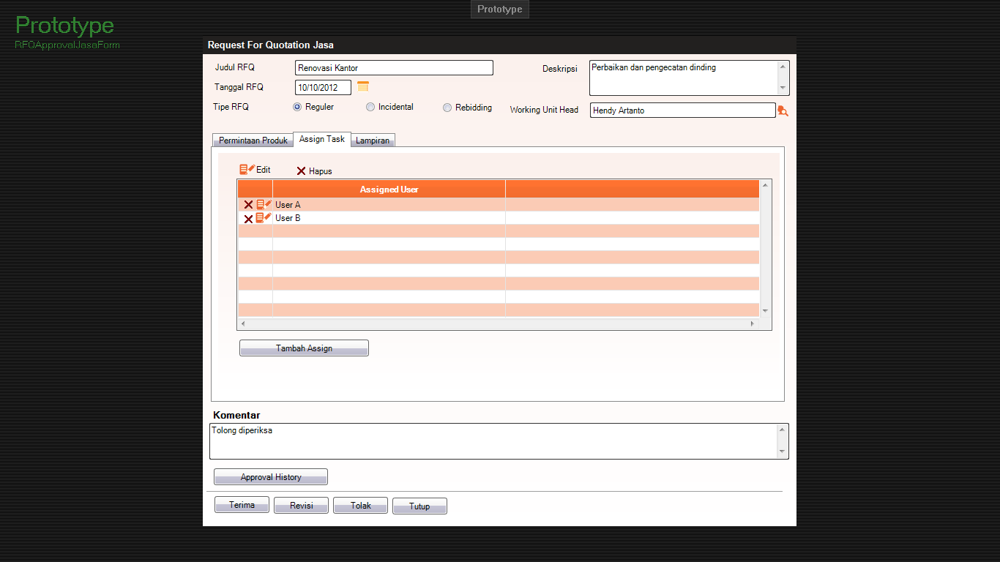 Prototype
Prototype
RFQApprovalJasaForm
Request For Quotation Jasa
Judul RFQ
Renovasi Kantor
Deskripsi
Perbaikan dan pengecatan dinding
Tanggal RFQ
10/10/2012
Tipe RFQ
Reguler
Incidental
Rebidding
Working Unit Head
Hendy Artanto
Permintaan Produk
Assign Task
Lampiran
Edit
Hapus
Assigned User
User A
User B
Tambah Assign
Komentar
Tolong diperiksa
Approval History
Terima
Revisi
Tolak
Tutup